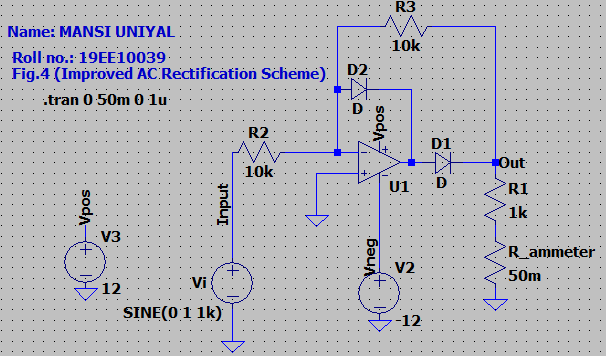 Name: MANSI UNIYAL
Roll no.: 19EE10039
Fig.4 (Improved AC Rectification Scheme)
.tran 0 50m 0 1u
R3
10k
D2
D
Vpos
R2
10k
U1
D1
D
Out
R1
1k
R_ammeter
50m
Input
Vpos
V3
12
Vi
SINE(0 1 1k)
Vneg
V2
-12